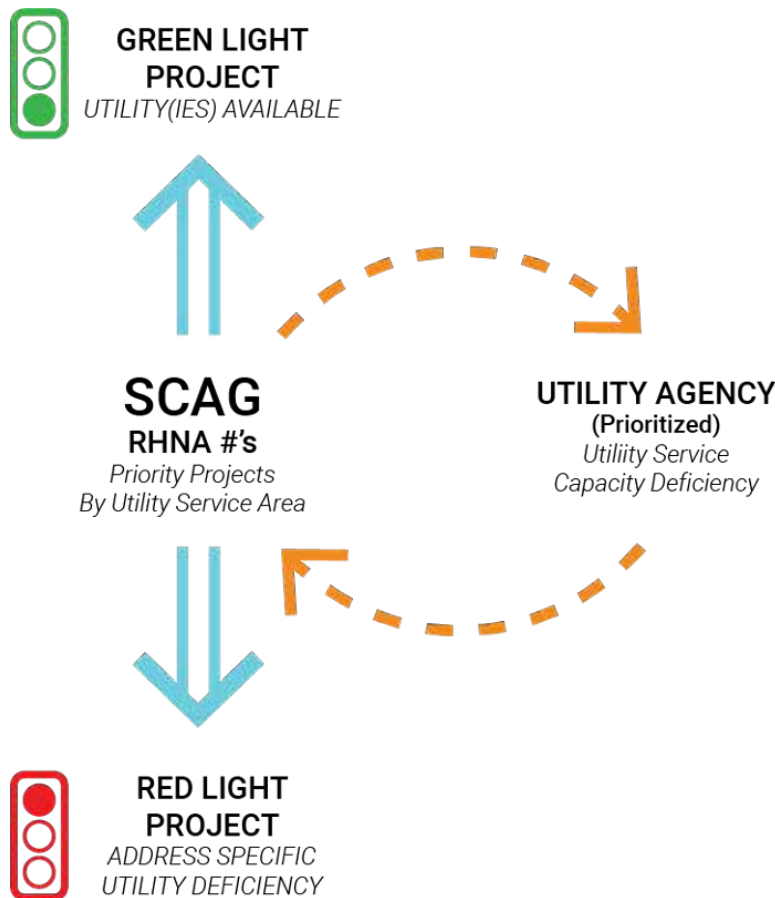 GREEN LIGHT
PROJECT
UTILITY(IES) AVAILABLE
SCAG
RHNA #'s
Priority Projects
By Utility Service Area
UTILITY AGENCY
(Prioritized)
Utiliity Service
Capacity Deficiency
RED LIGHT
PROJECT
ADDRESS SPECIFIC
UTILITY DEFICIENCY